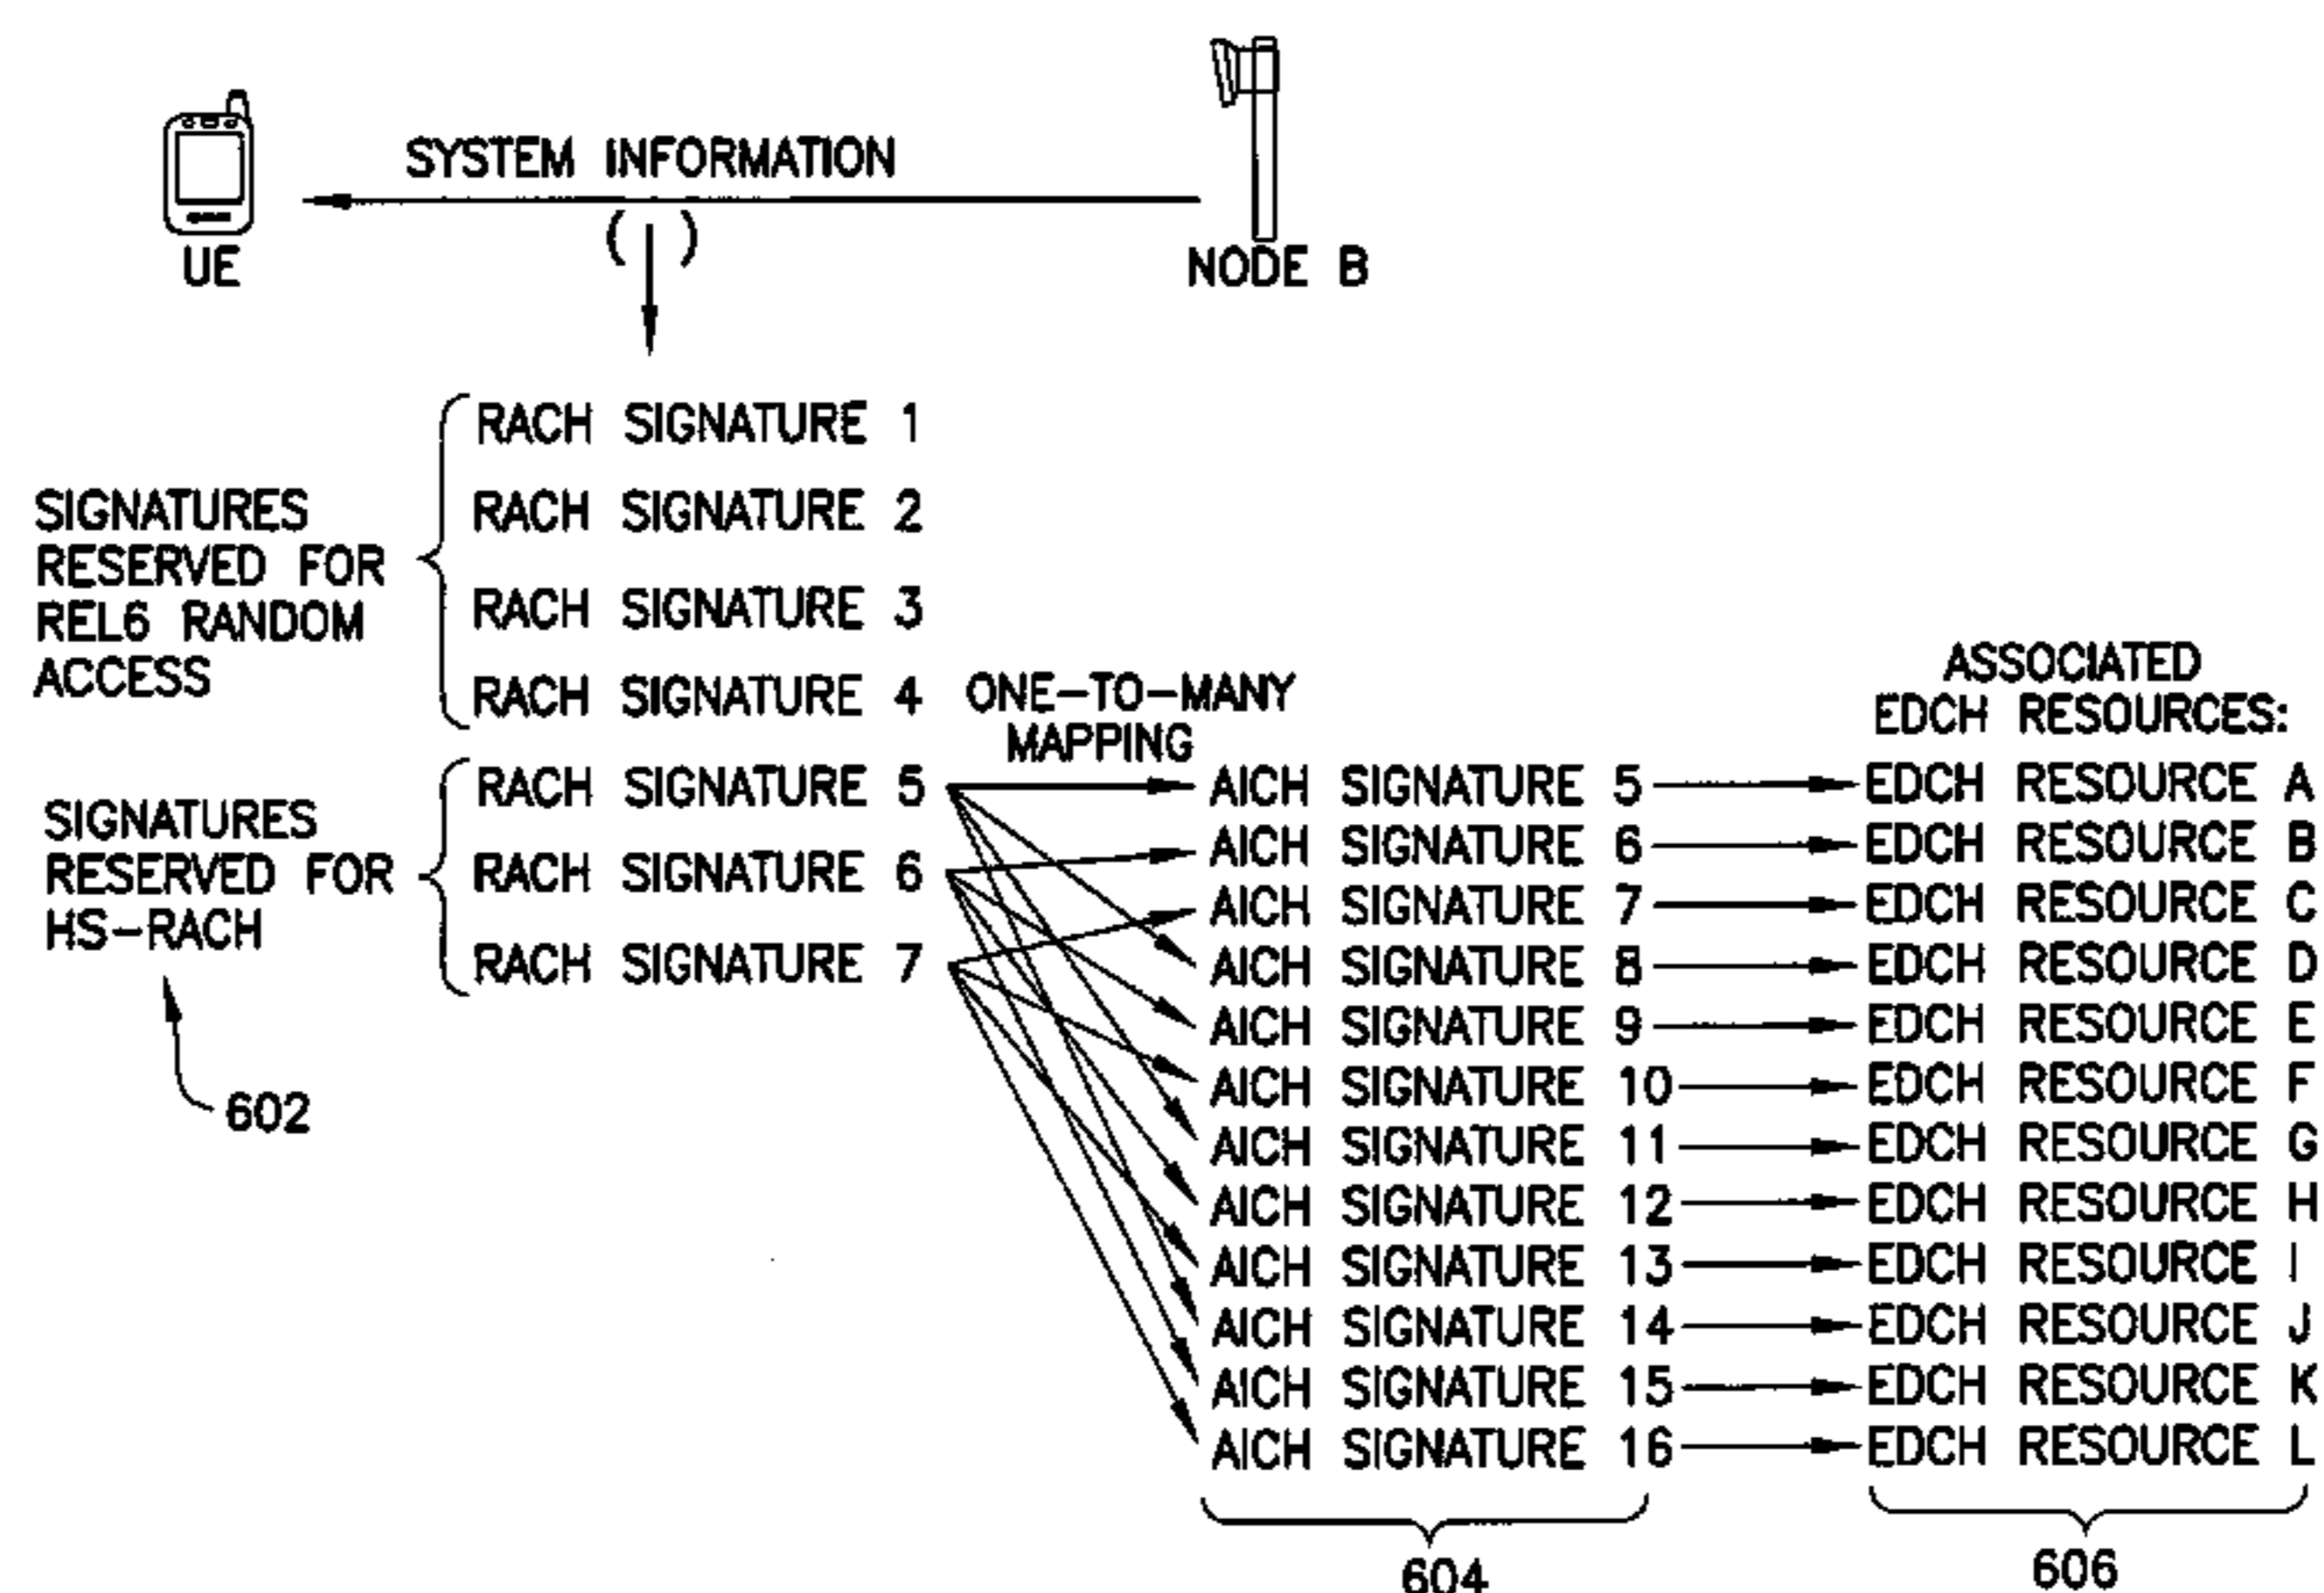 SYSTEM INFORMATION
( )
UE
NODE B
SIGNATURES
RESERVED FOR
REL6 RANDOM
ACCESS
RACH SIGNATURE 1
RACH SIGNATURE 2
RACH SIGNATURE 3
RACH SIGNATURE 4
SIGNATURES
RESERVED FOR
HS-RACH
602
RACH SIGNATURE 5
RACH SIGNATURE 6
RACH SIGNATURE 7
ONE-TO-MANY
MAPPING
AICH SIGNATURE 5
AICH SIGNATURE 6
AICH SIGNATURE 7
AICH SIGNATURE 8
AICH SIGNATURE 9
AICH SIGNATURE 10
AICH SIGNATURE 11
AICH SIGNATURE 12
AICH SIGNATURE 13
AICH SIGNATURE 14
AICH SIGNATURE 15
AICH SIGNATURE 16
604
ASSOCIATED
EDCH RESOURCES:
EDCH RESOURCE A
EDCH RESOURCE B
EDCH RESOURCE C
EDCH RESOURCE D
EDCH RESOURCE E
EDCH RESOURCE F
EDCH RESOURCE G
EDCH RESOURCE H
EDCH RESOURCE I
EDCH RESOURCE J
EDCH RESOURCE K
EDCH RESOURCE L
606